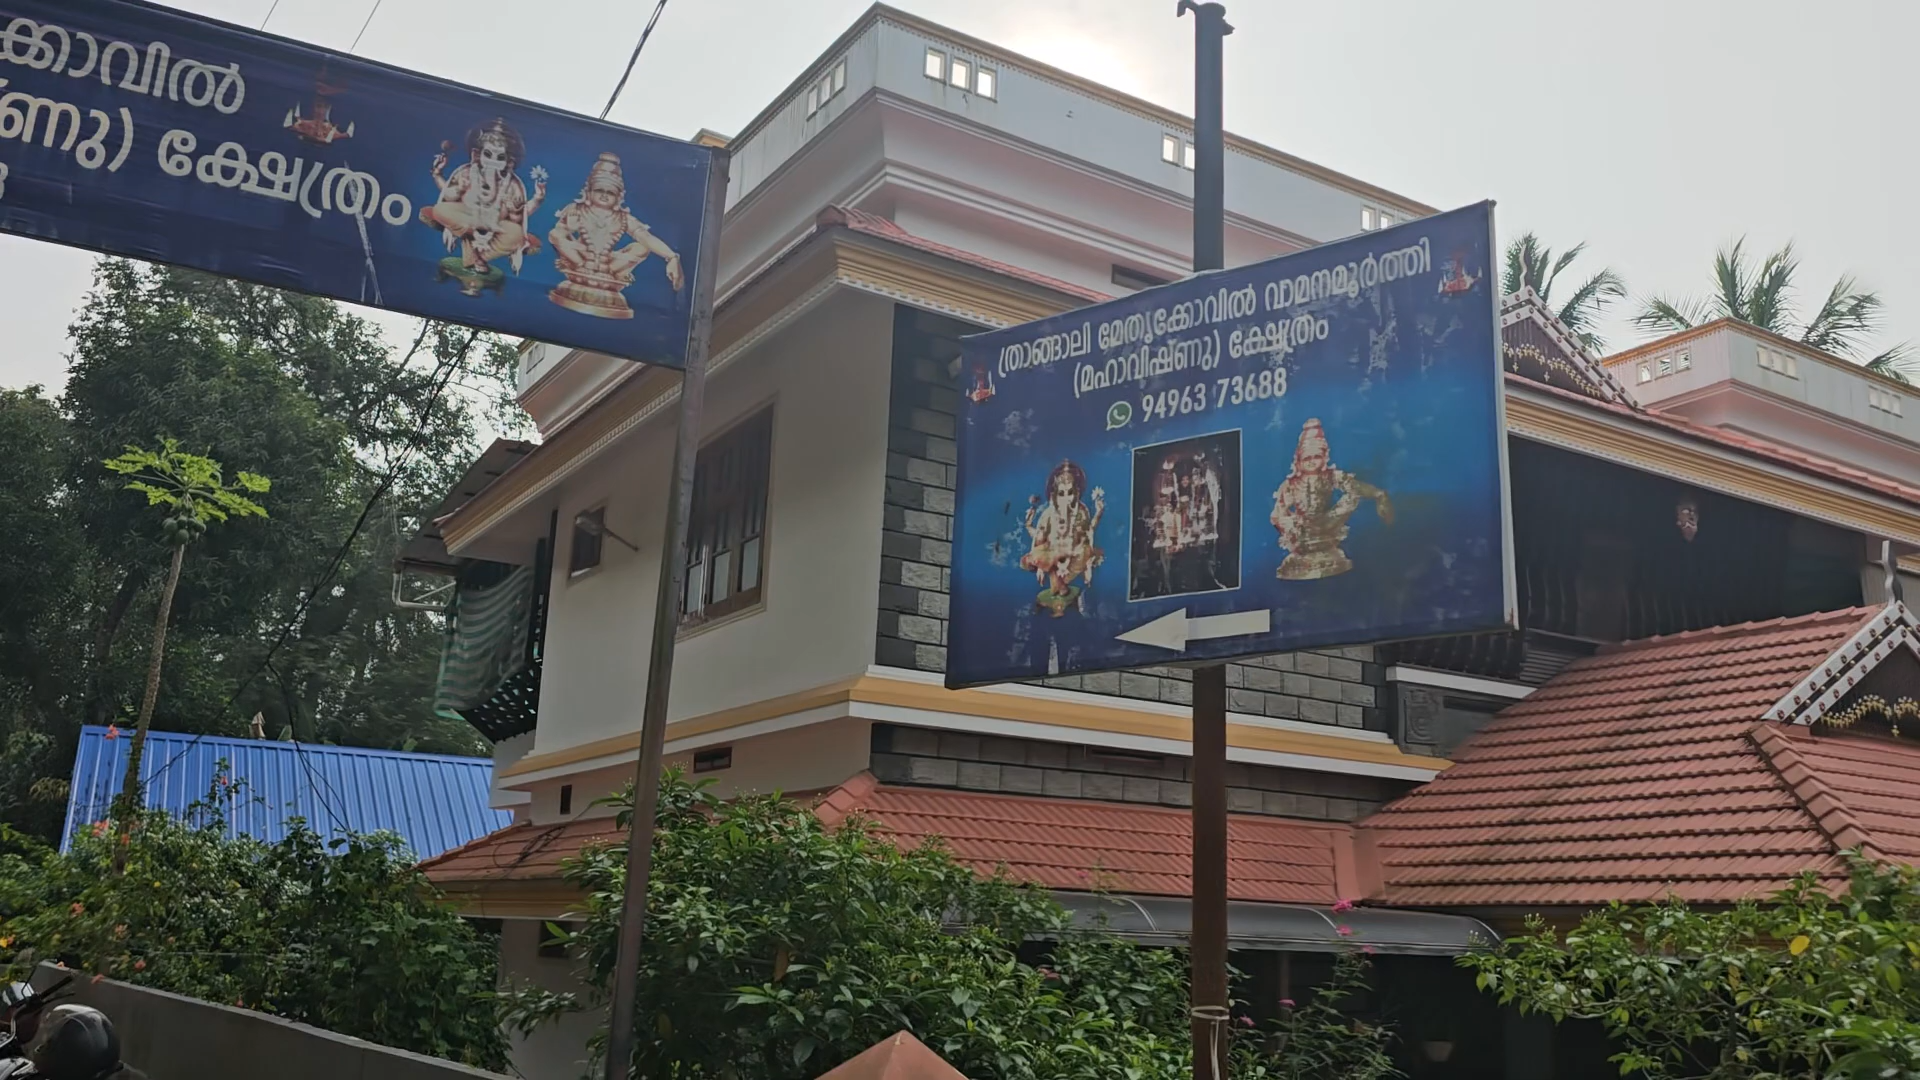 ക്കോവിൽ
ഷ്ണു) ക്ഷേത്രം
ത്രാങ്ങാലി മേതൃക്കോവിൽ വാമനമൂർത്തി
(മഹാവിഷ്ണു) ക്ഷേത്രം
94963 73688